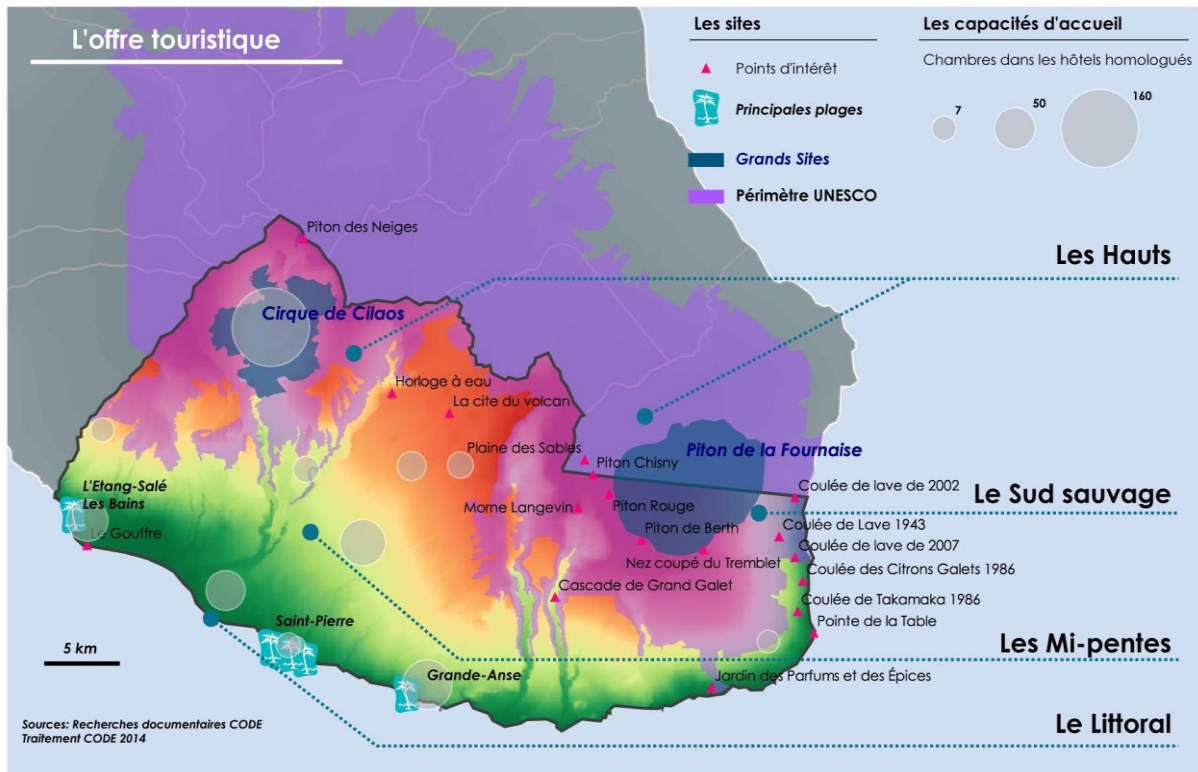 L'offre touristique
Les sites
Points d'intérêt
Principales plages
Grands Sites
Périmètre UNESCO
Les capacités d'accueil
Chambres dans les hôtels homologués
7
50
160
Les Hauts
Piton des Neiges
Cirque de Cilaos
Horloge à eau
La cite du volcan
Plaine des Sables
Piton de la Fournaise
Piton Chisny
L'Etang-Salé
Les Bains
Le Gouffre
Morne Langevin
Piton Rouge
Coulée de lave de 2002
Le Sud sauvage
Piton de Berth
Coulée de Lave 1943
Nez coupé du Tremblet
Coulée de lave de 2007
Coulée des Citrons Galets 1986
Cascade de Grand Galet
Coulée de Takamaka 1986
Pointe de la Table
Saint-Pierre
Les Mi-pentes
5 km
Grande-Anse
Jardin des Parfums et des Épices
Le Littoral
Sources: Recherches documentaires CODE
Traitement CODE 2014